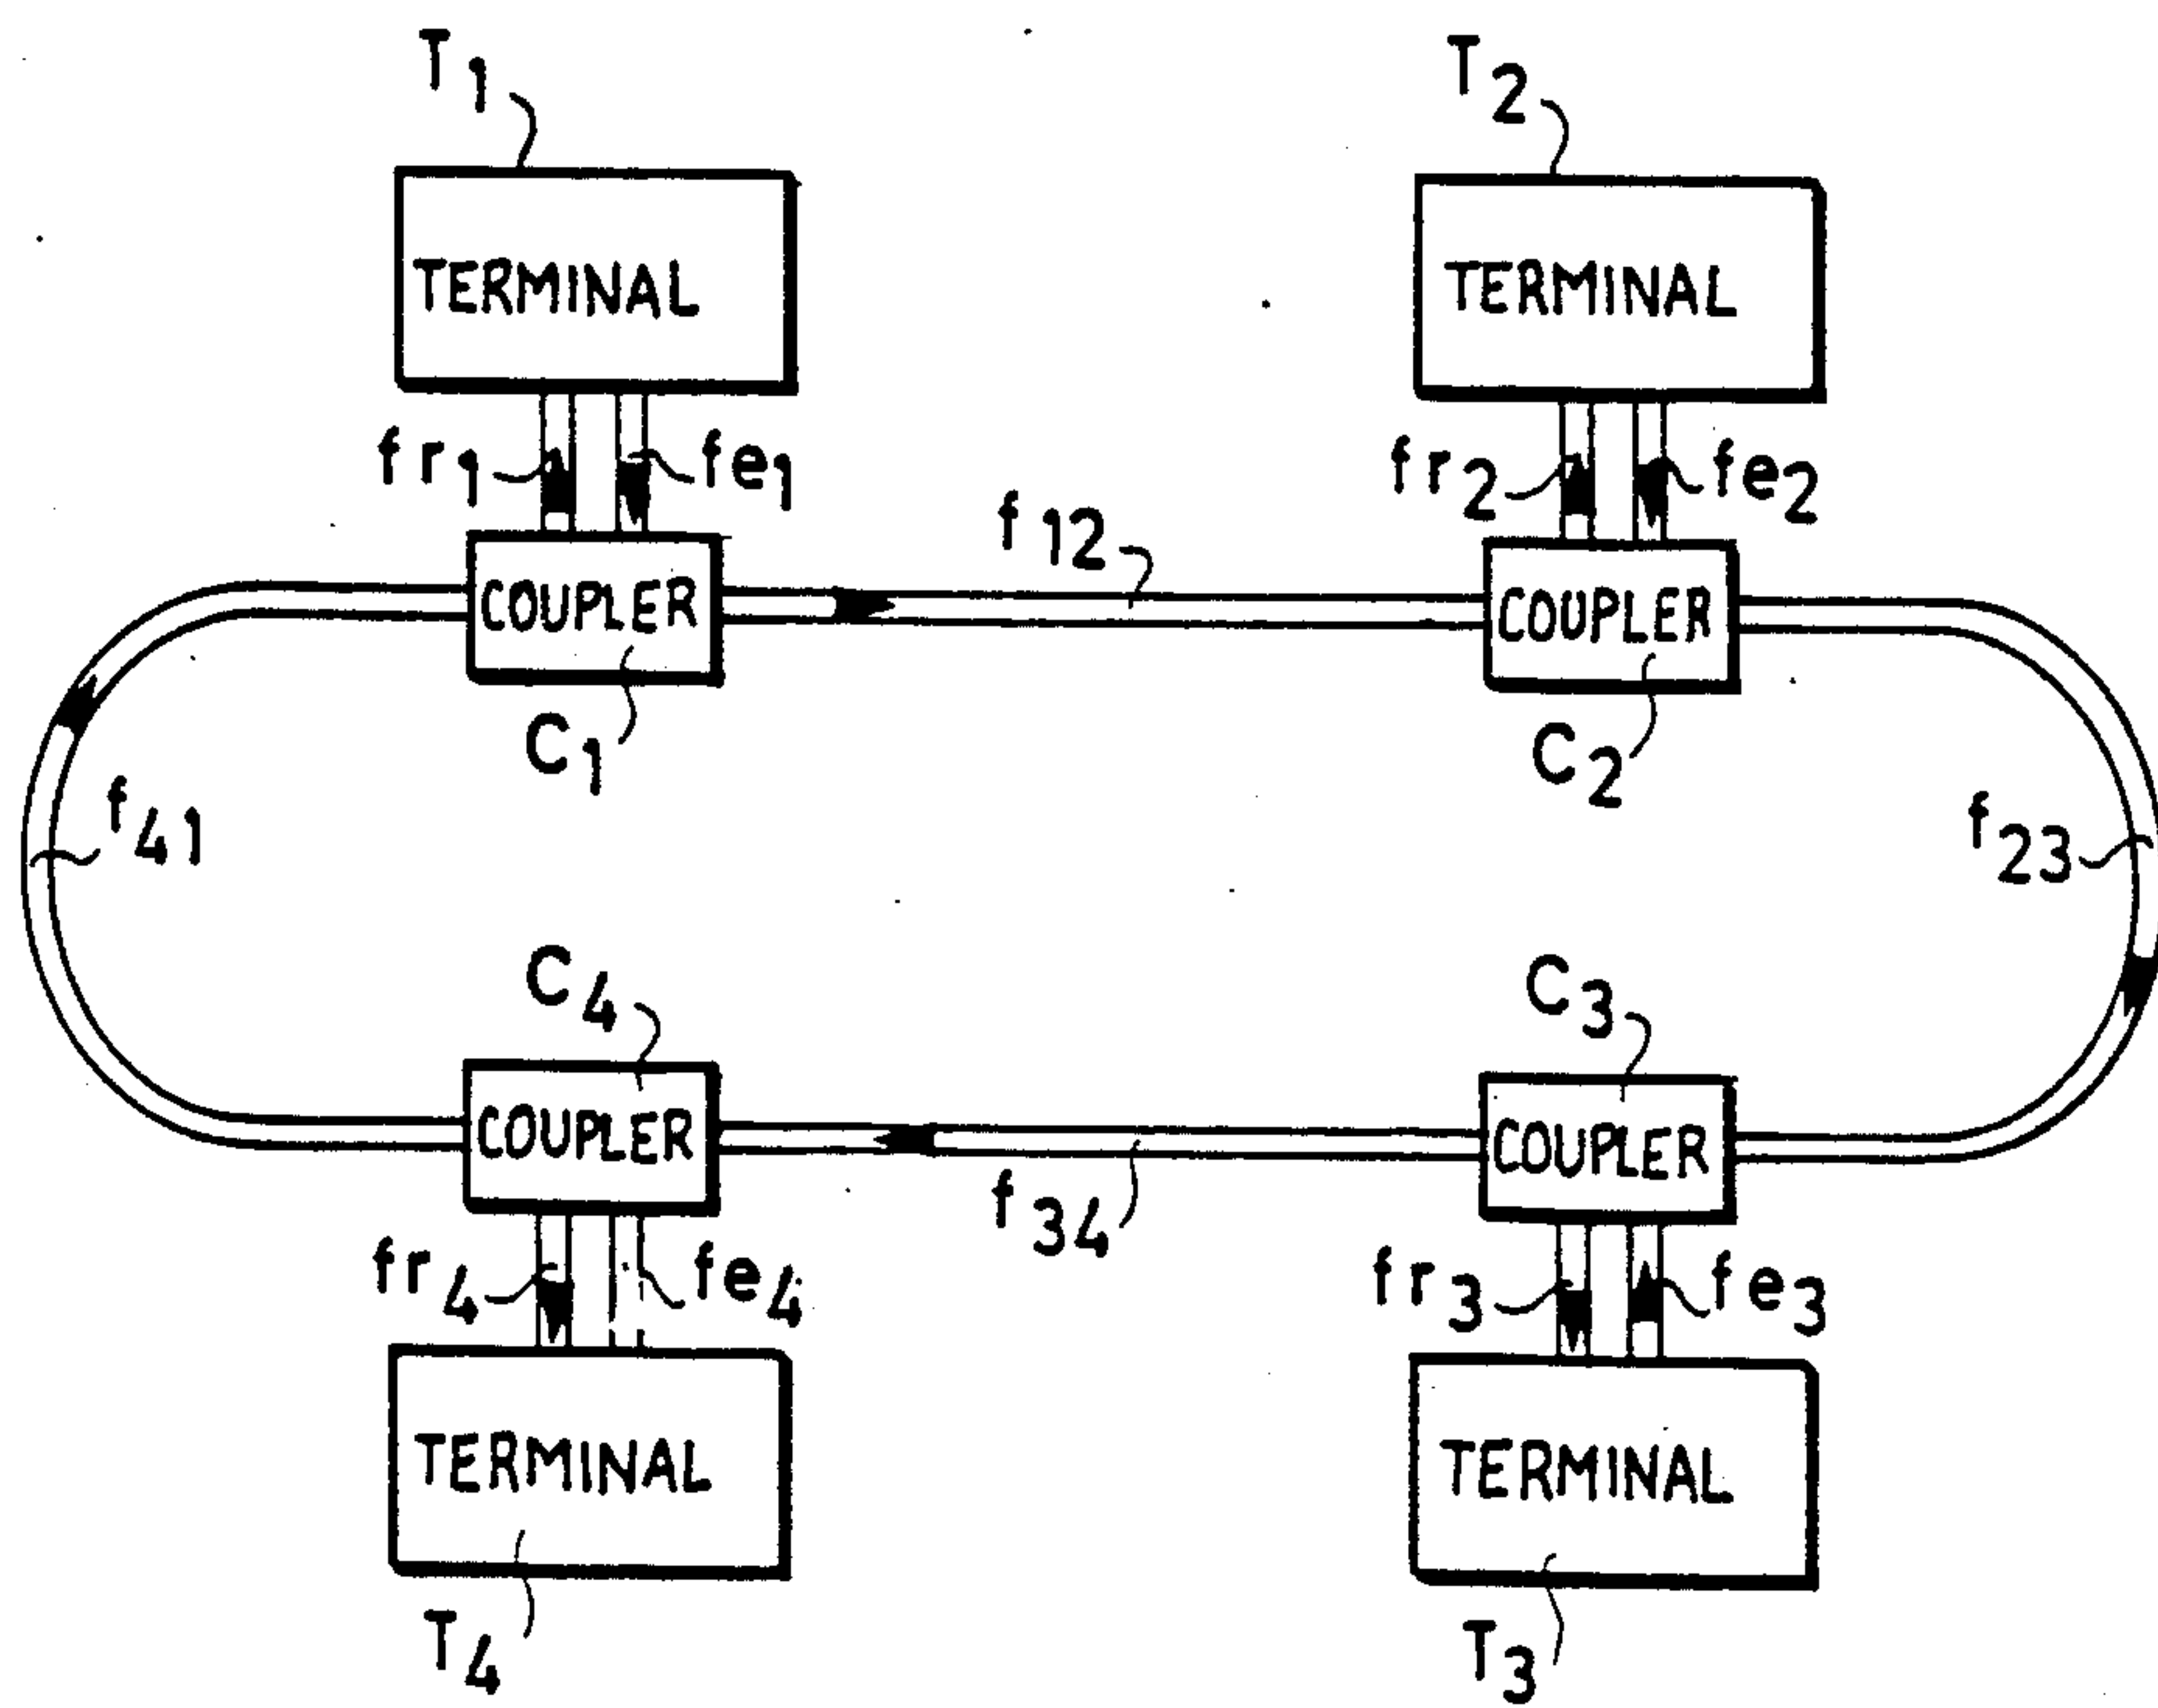 T1
T2
TERMINAL
TERMINAL
fr1
fe1
fr2
fe2
f12
COUPLER
COUPLER
C1
C2
f41
f23
C4
C3
COUPLER
COUPLER
f34
fr4
fe4
fr3
fe3
TERMINAL
TERMINAL
T4
T3